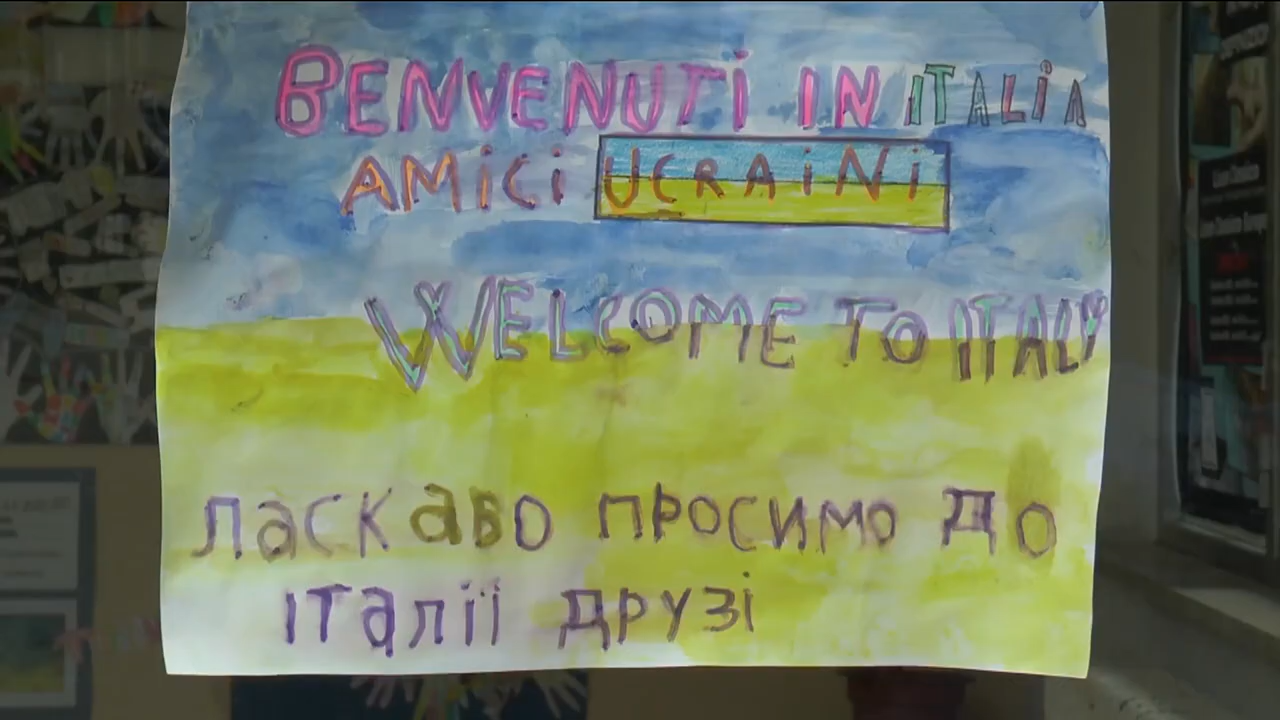 BENVENUTI IN ITALIA
AMICI UCRAINI
WELCOME TO ITALY
Ласкаво просимо до
італії друзі